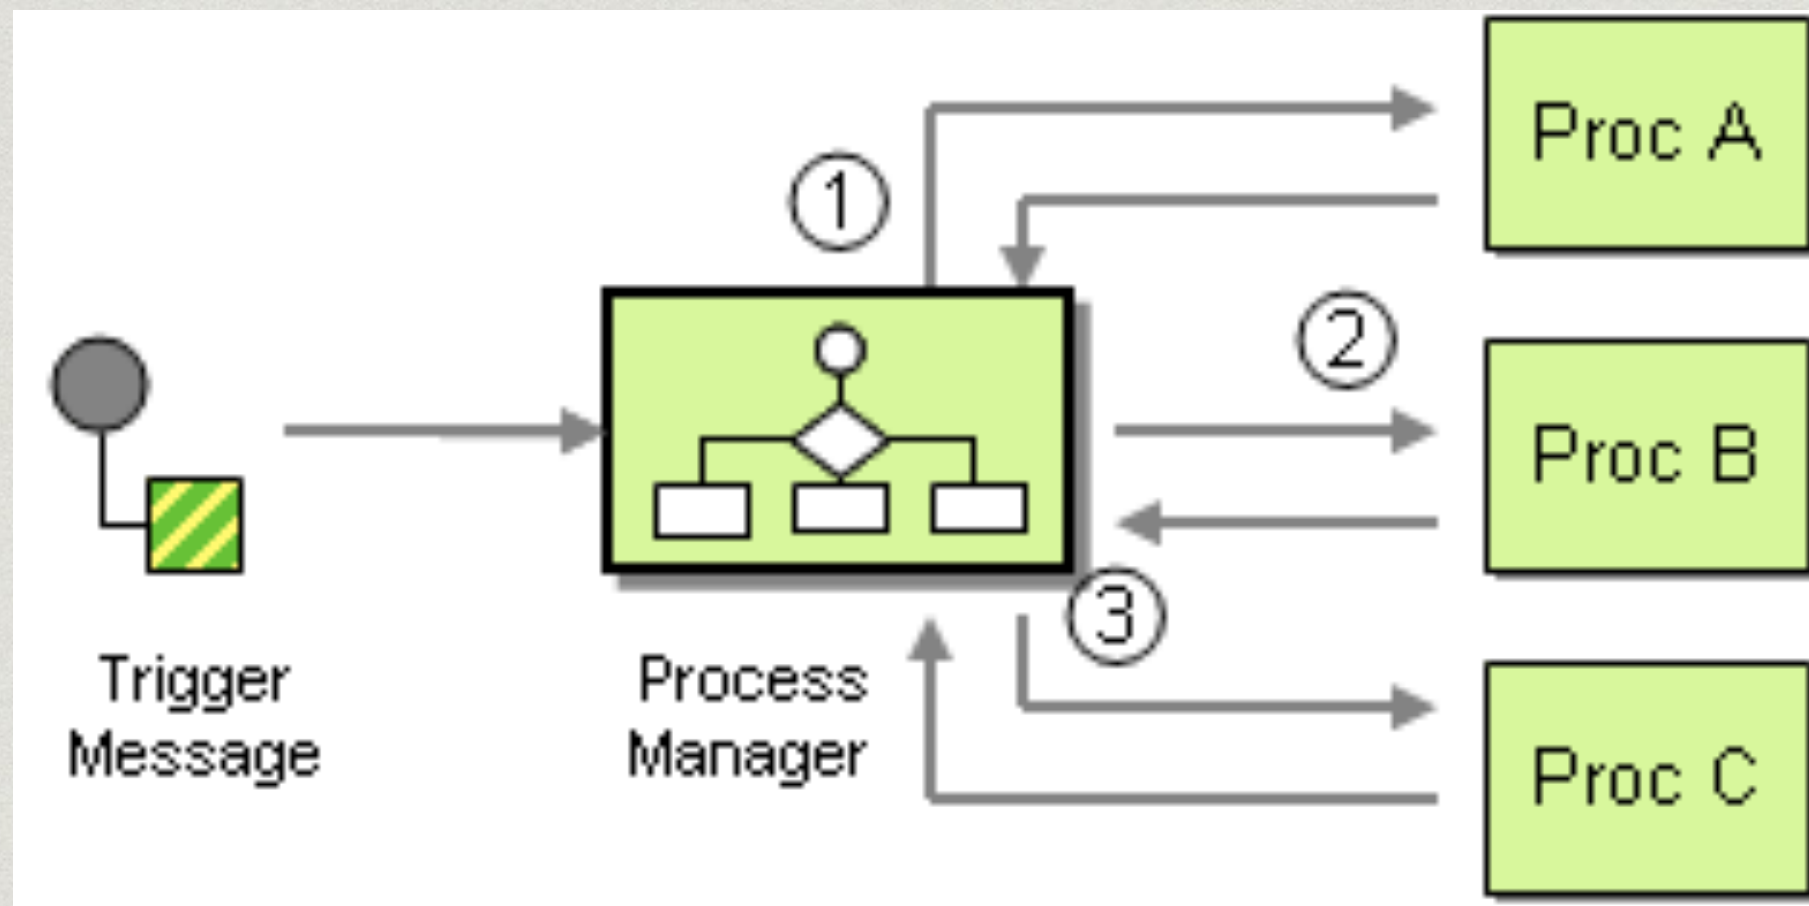 1
Proc A
2
Proc B
3
Trigger
Message
Process
Manager
Proc C